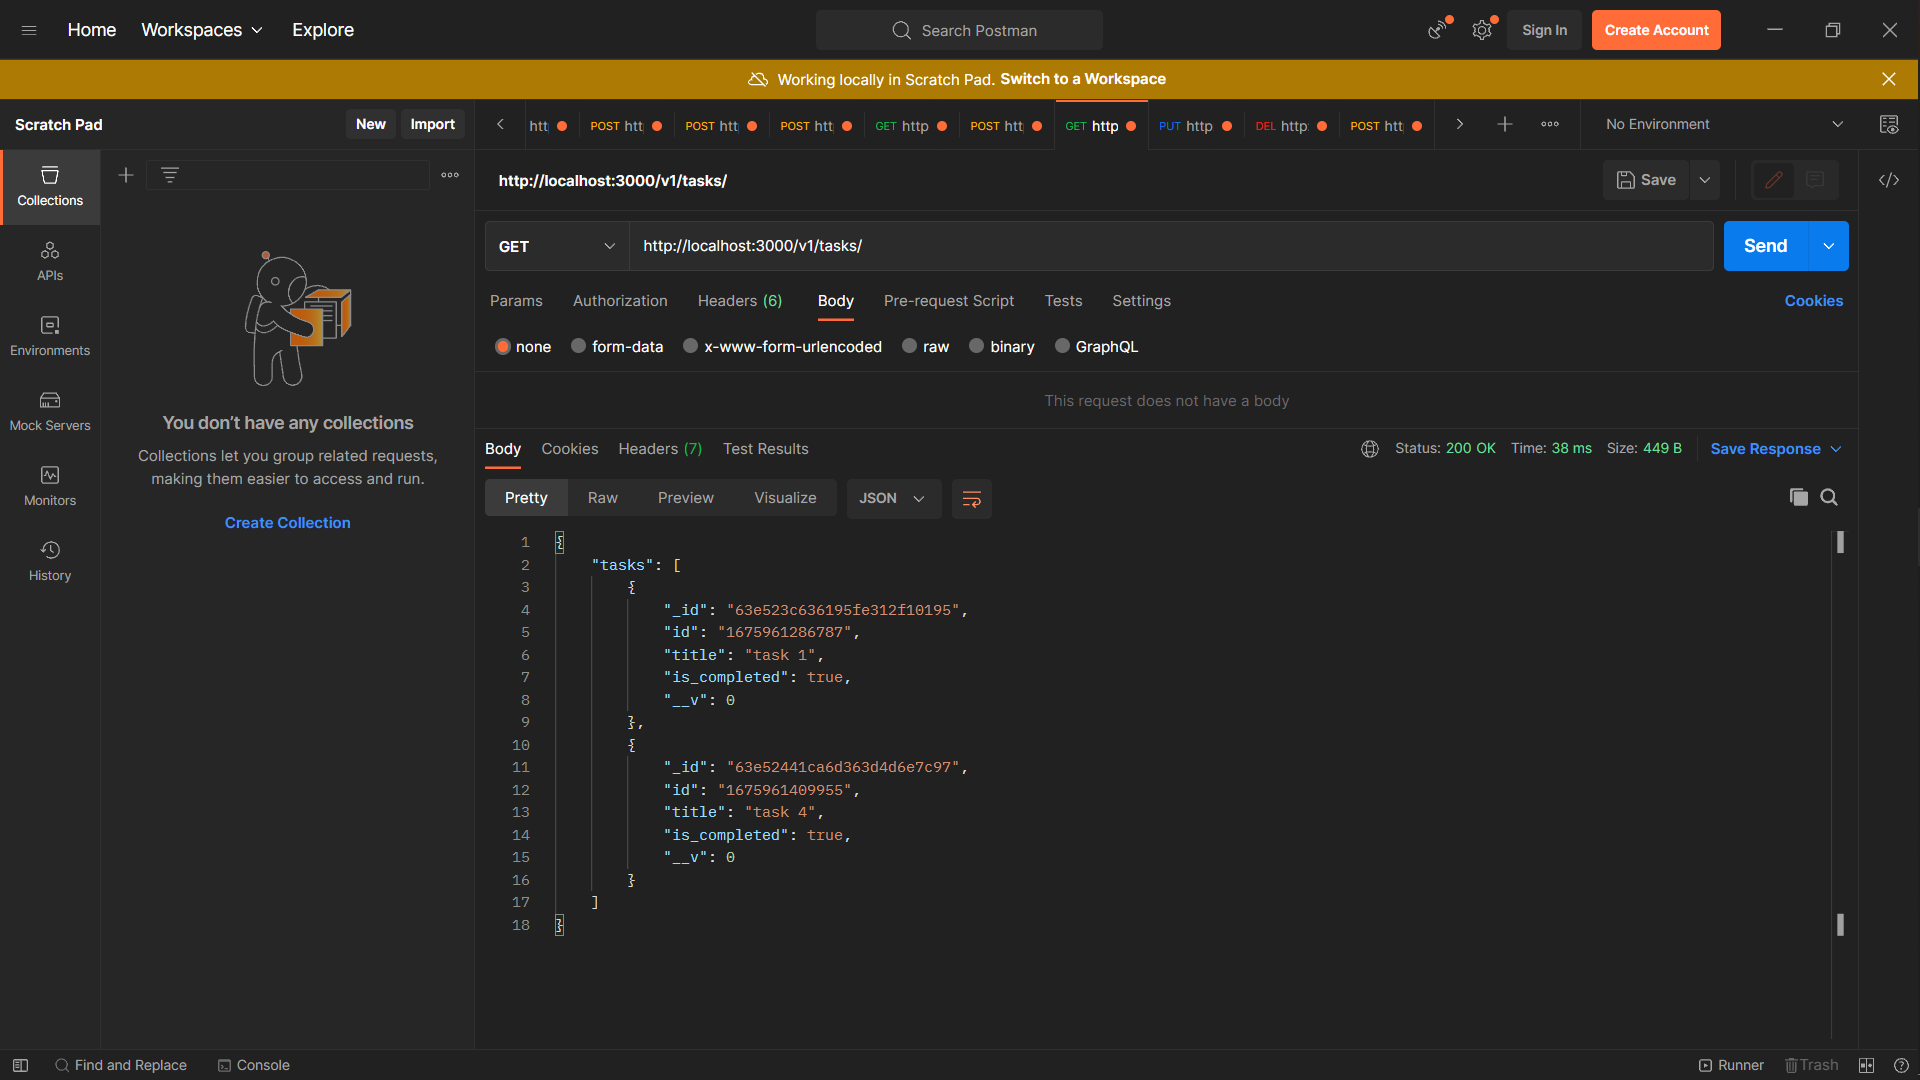 Home Workspaces Explore Search Postman Sign In Create Account
Working locally in Scratch Pad. Switch to a Workspace
Scratch Pad New Import
htt POST htt POST htt POST htt GET http POST htt GET http PUT http DEL http POST htt No Environment
Collections
APIs
Environments
Mock Servers
Monitors
History
You don’t have any collections
Collections let you group related requests,
making them easier to access and run.
Create Collection
http://localhost:3000/v1/tasks/ Save
GET http://localhost:3000/v1/tasks/ Send
Params Authorization Headers (6) Body Pre-request Script Tests Settings Cookies
none form-data x-www-form-urlencoded raw binary GraphQL
This request does not have a body
Body Cookies Headers (7) Test Results Status: 200 OK Time: 38 ms Size: 449 B Save Response
Pretty Raw Preview Visualize JSON
1 {
2 "tasks": [
3 {
4 "_id": "63e523c636195fe312f10195",
5 "id": "1675961286787",
6 "title": "task 1",
7 "is_completed": true,
8 "__v": 0
9 },
10 {
11 "_id": "63e52441ca6d363d4d6e7c97",
12 "id": "1675961409955",
13 "title": "task 4",
14 "is_completed": true,
15 "__v": 0
16 }
17 ]
18 }
Find and Replace Console Runner Trash